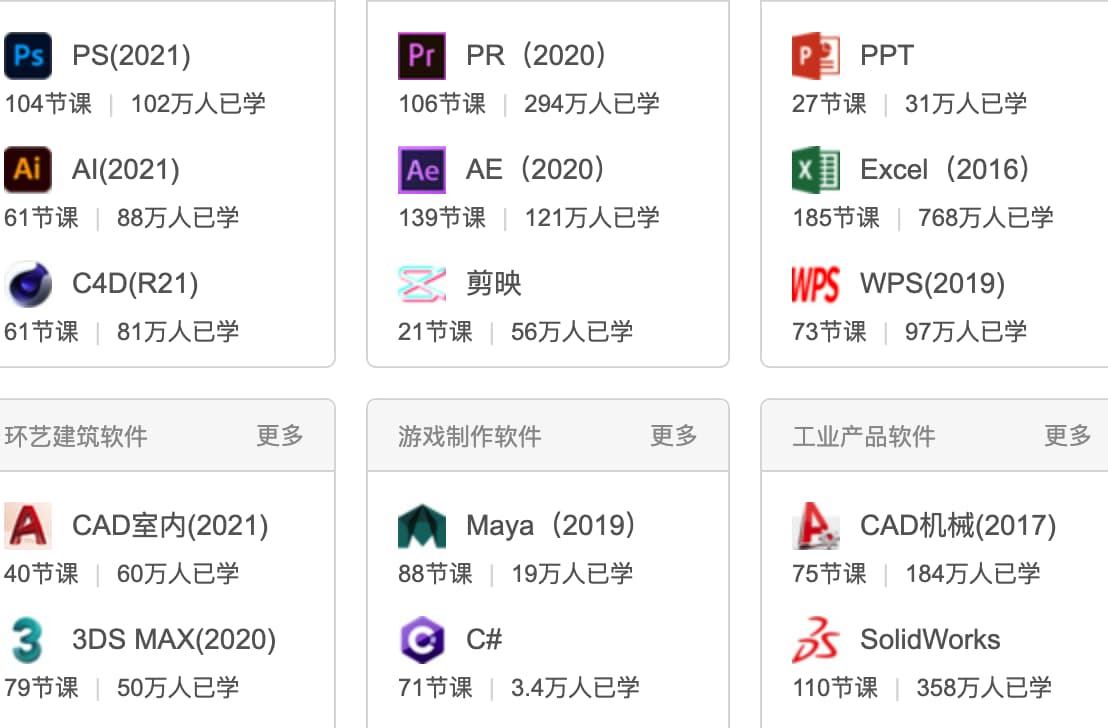 Ps PS(2021)
104节课 | 102万人已学
Ai AI(2021)
61节课 | 88万人已学
C4D(R21)
61节课 | 81万人已学
Pr PR（2020）
106节课 | 294万人已学
Ae AE（2020）
139节课 | 121万人已学
剪映
21节课 | 56万人已学
P PPT
27节课 | 31万人已学
X Excel（2016）
185节课 | 768万人已学
WPS WPS(2019)
73节课 | 97万人已学
环艺建筑软件 更多
CAD室内(2021)
40节课 | 60万人已学
3 3DS MAX(2020)
79节课 | 50万人已学
游戏制作软件 更多
Maya（2019）
88节课 | 19万人已学
C C#
71节课 | 3.4万人已学
工业产品软件 更多
CAD机械(2017)
75节课 | 184万人已学
SolidWorks
110节课 | 358万人已学